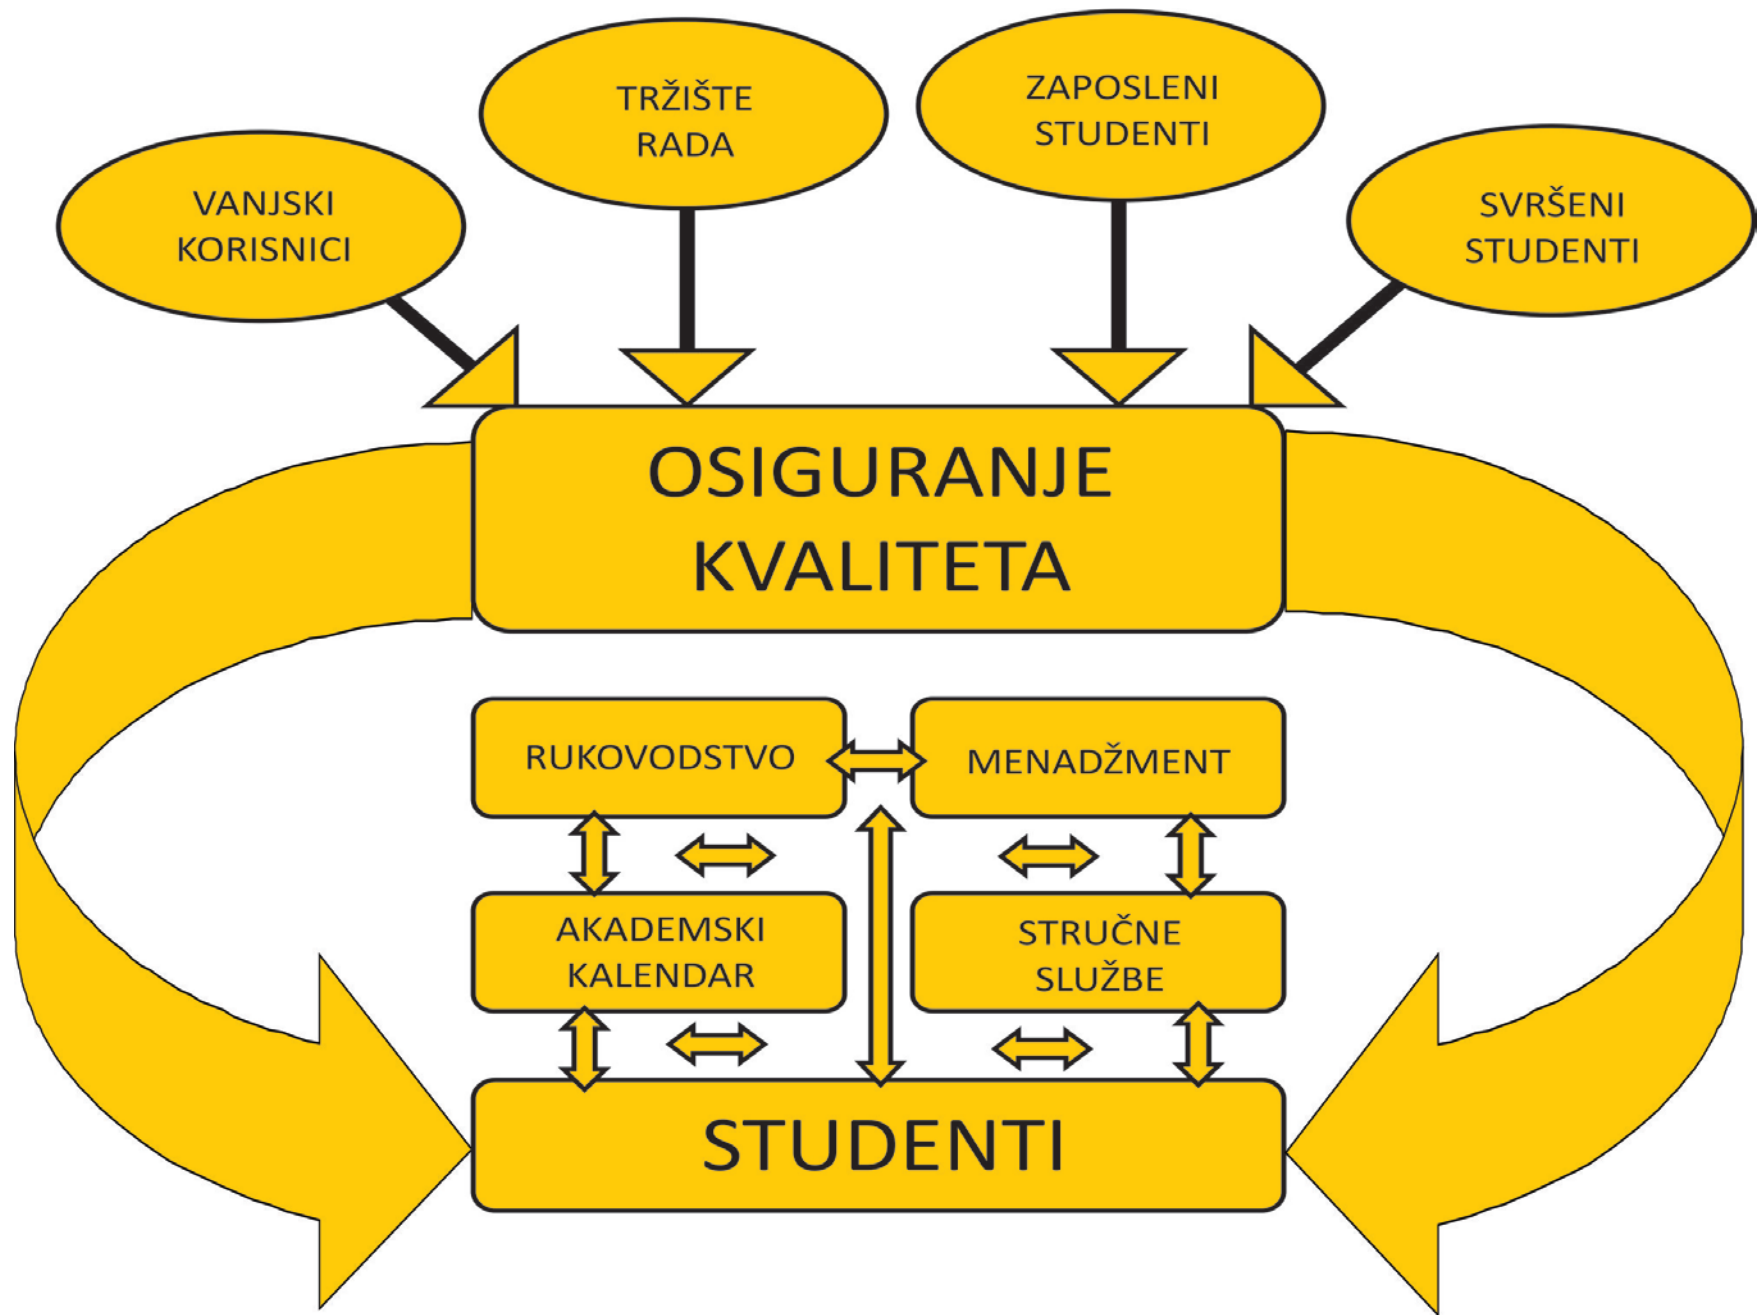 VANJSKI
KORISNICI
TRŽIŠTE
RADA
ZAPOSLENI
STUDENTI
SVRŠENI
STUDENTI
OSIGURANJE
KVALITETA
RUKOVODSTVO
MENADŽMENT
AKADEMSKI
KALENDAR
STRUČNE
SLUŽBE
STUDENTI